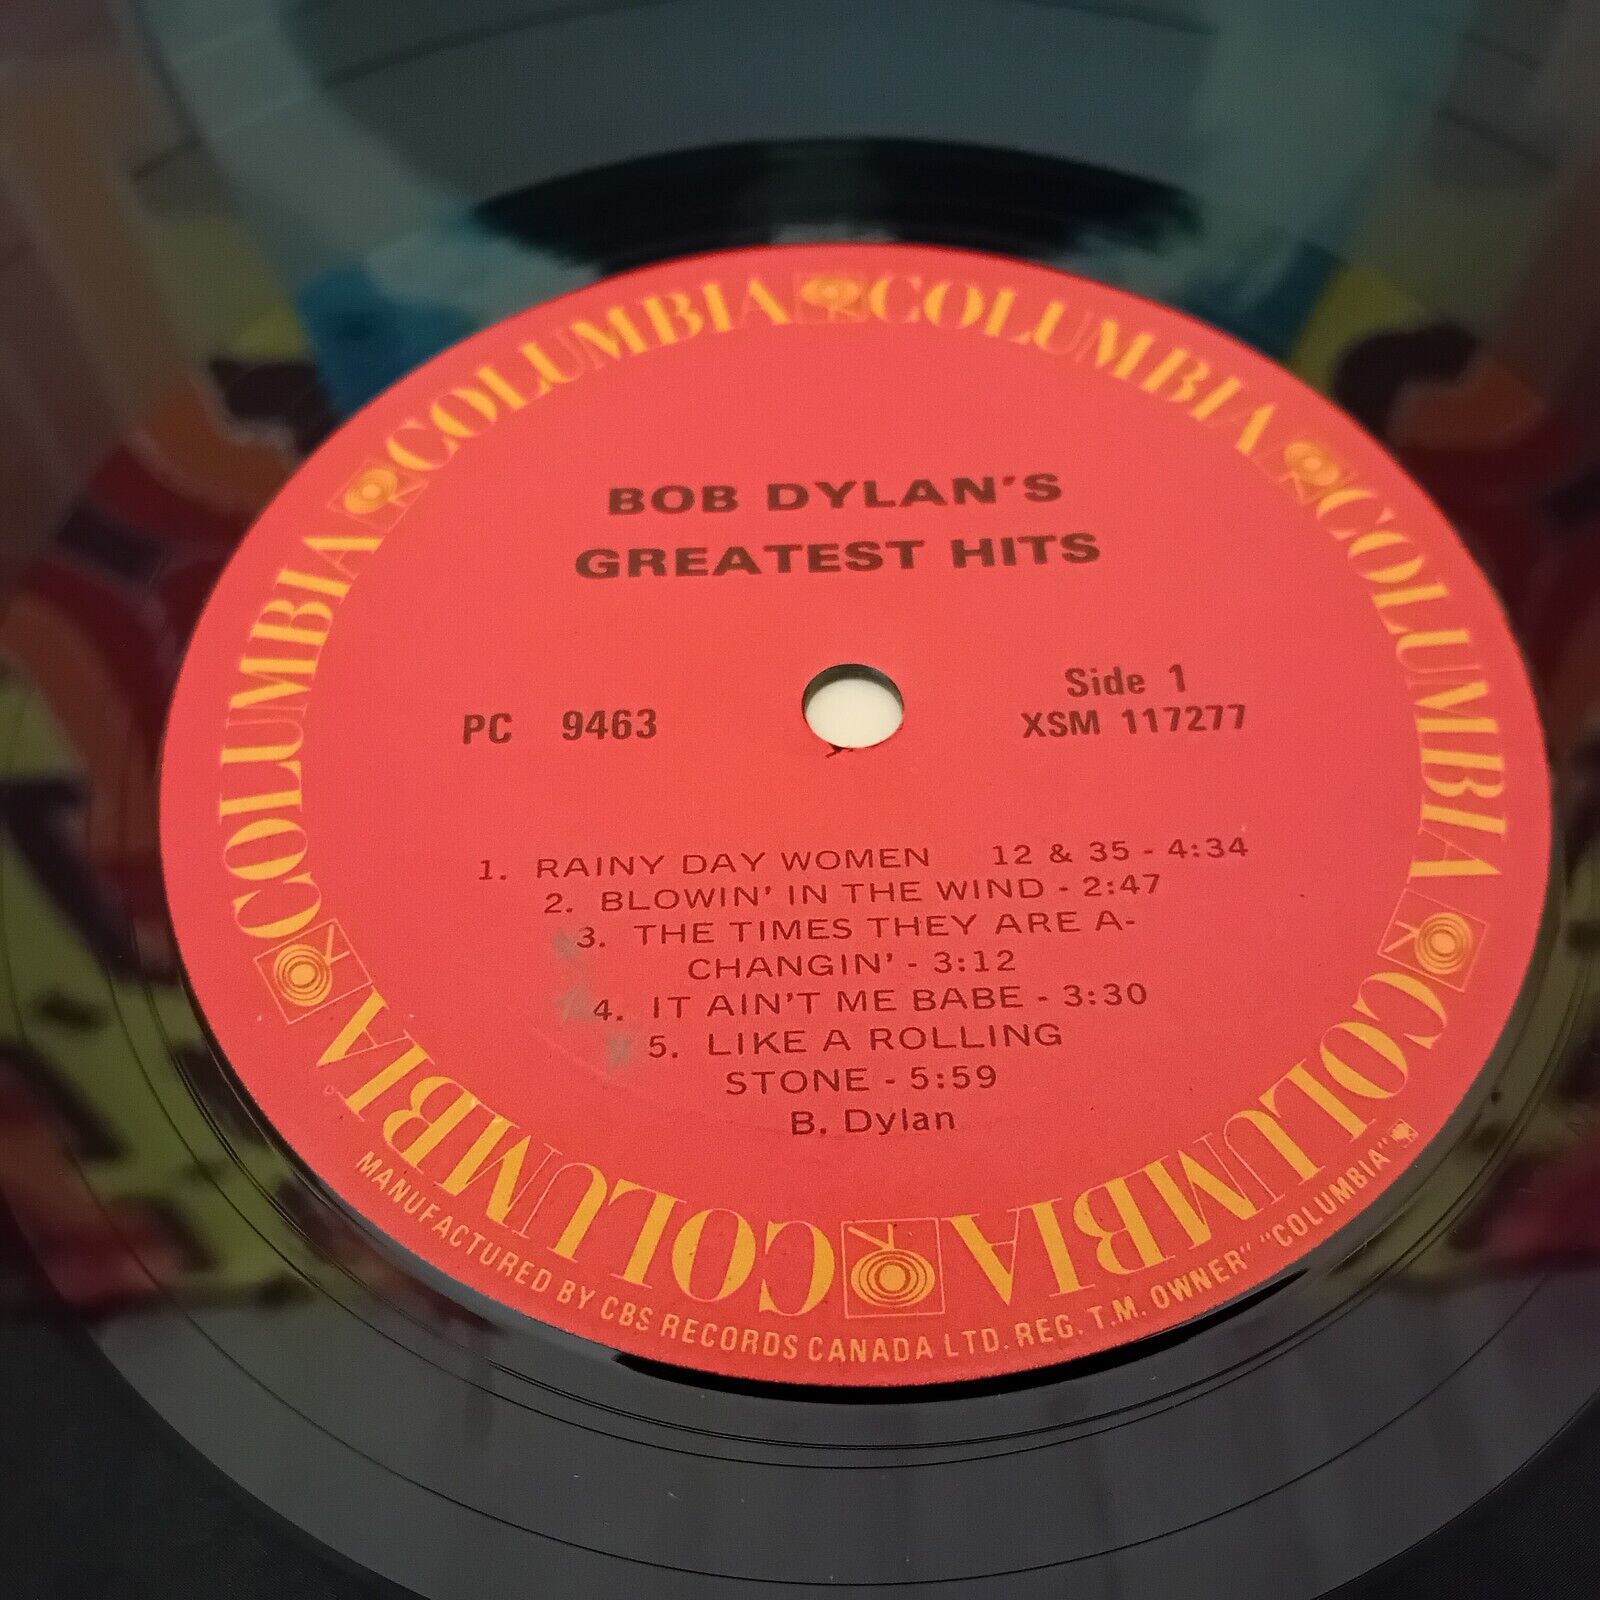 COLUMBIA COLUMBIA COLUMBIA COLUMBIA COLUMBIA COLUMBIA
BOB DYLAN'S
GREATEST HITS
PC 9463
Side 1
XSM 117277
1. RAINY DAY WOMEN 12 & 35 - 4:34
2. BLOWIN' IN THE WIND - 2:47
3. THE TIMES THEY ARE A-
CHANGIN' - 3:12
4. IT AIN'T ME BABE - 3:30
5. LIKE A ROLLING
STONE - 5:59
B. Dylan
MANUFACTURED BY CBS RECORDS CANADA LTD. REG. T.M. OWNER "COLUMBIA"